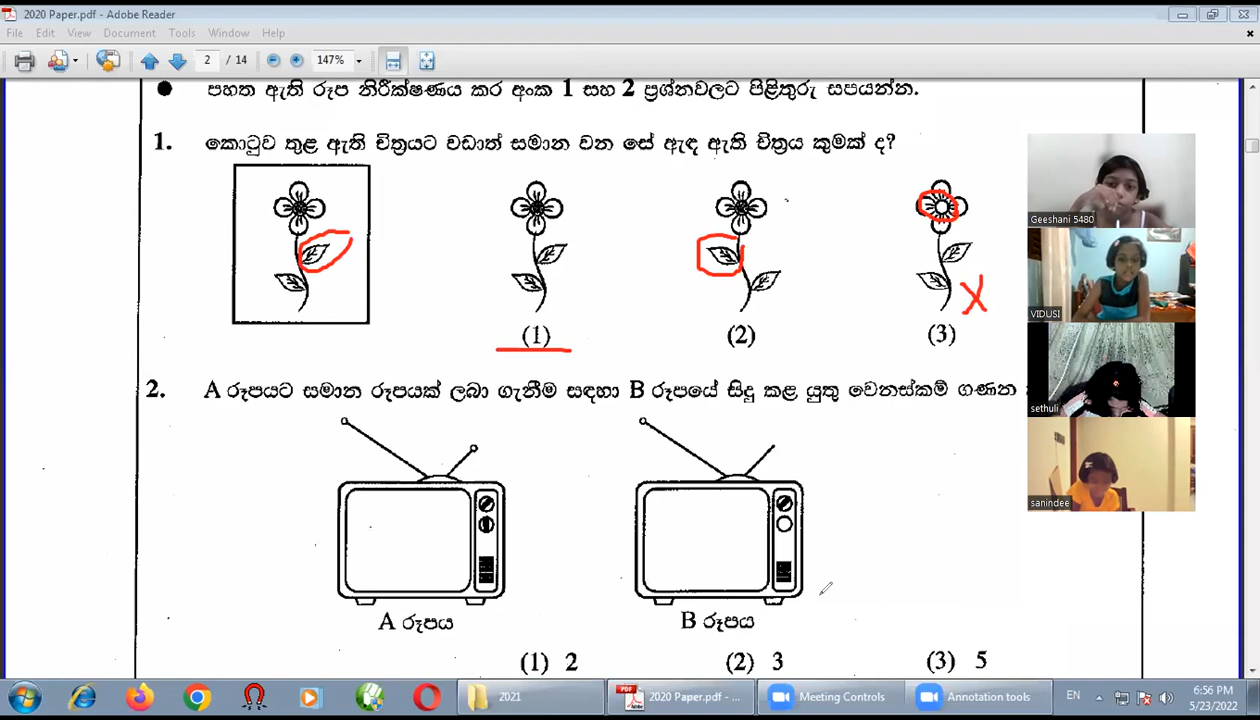 2020 Paper.pdf - Adobe Reader
File Edit View Document Tools Window Help
2 / 14 147%
පහත ඇති රූප නිරීක්ෂණය කර අංක 1 සහ 2 ප්‍රශ්නවලට පිළිතුරු සපයන්න.
1. කොටුව තුළ ඇති චිත්‍රයට වඩාත් සමාන වන සේ ඇඳ ඇති චිත්‍රය කුමක් ද?
(1) (2) (3)
X
2. A රූපයට සමාන රූපයක් ලබා ගැනීම සඳහා B රූපයේ සිදු කළ යුතු වෙනස්කම් ගණන
A රූපය B රූපය
(1) 2 (2) 3 (3) 5
Geeshani 5480
VIDUSI
sethuli
sanindee
2021 2020 Paper.pdf - ... Meeting Controls Annotation tools EN 6:56 PM
5/23/2022